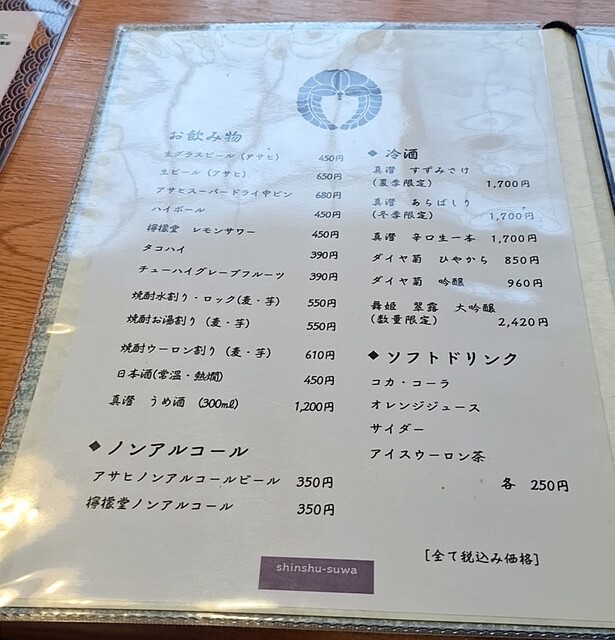 お飲み物
生グラスビール (アサヒ) 450円
生ビール (アサヒ) 650円
アサヒスーパードライ中ビン 680円
ハイボール 450円
檸檬堂 レモンサワー 450円
タコハイ 390円
チューハイグレープフルーツ 390円
焼酎水割り・ロック(麦・芋) 550円
焼酎お湯割り (麦・芋) 550円
焼酎ウーロン割り (麦・芋) 610円
日本酒(常温・熱燗) 450円
真澄 うめ酒 (300㎖) 1,200円
◆ ノンアルコール
アサヒノンアルコールビール 350円
檸檬堂ノンアルコール 350円
◆ 冷酒
真澄 すずみさけ
(夏季限定) 1,700円
真澄 あらばしり
(冬季限定) 1,700円
真澄 辛口生一本 1,700円
ダイヤ菊 ひやから 850円
ダイヤ菊 吟醸 960円
舞姫 翠露 大吟醸
(数量限定) 2,420円
◆ ソフトドリンク
コカ・コーラ
オレンジジュース
サイダー
アイスウーロン茶
各 250円
[全て税込み価格]
shinshu-suwa